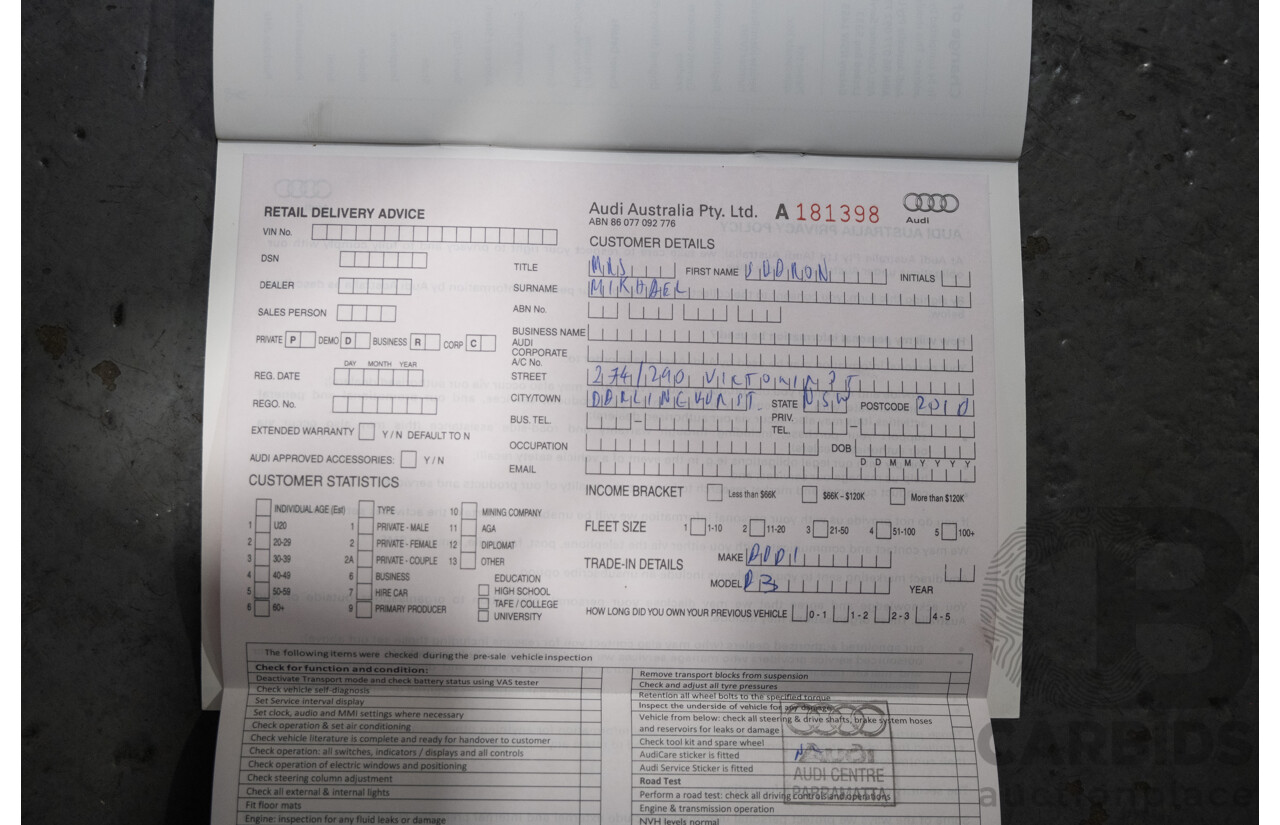 RETAIL DELIVERY ADVICE
VIN No.
DSN
DEALER
SALES PERSON
PRIVATE P DEMO D BUSINESS R CORP C
DAY MONTH YEAR
REG. DATE
REGO. No.
EXTENDED WARRANTY Y / N DEFAULT TO N
AUDI APPROVED ACCESSORIES: Y / N
CUSTOMER STATISTICS
INDIVIDUAL AGE (Est)
1 U20
2 20-29
3 30-39
4 40-49
5 50-59
6 60+
TYPE
1 PRIVATE - MALE
2 PRIVATE - FEMALE
2A PRIVATE - COUPLE
6 BUSINESS
7 HIRE CAR
9 PRIMARY PRODUCER
10 MINING COMPANY
11 AGA
12 DIPLOMAT
13 OTHER
EDUCATION
HIGH SCHOOL
TAFE / COLLEGE
UNIVERSITY
Audi Australia Pty. Ltd. A 181398
ABN 86 077 092 776
Audi
CUSTOMER DETAILS
TITLE MRS FIRST NAME INITIALS
SURNAME
ABN No.
BUSINESS NAME
AUDI
CORPORATE
A/C No.
STREET 274/290
CITY/TOWN STATE NSW POSTCODE 2010
BUS. TEL. – PRIV. TEL. –
OCCUPATION DOB
D D M M Y Y Y Y
EMAIL
INCOME BRACKET Less than $66K $66K - $120K More than $120K
FLEET SIZE 1 1-10 2 11-20 3 21-50 4 51-100 5 100+
TRADE-IN DETAILS MAKE AUDI
MODEL A3 YEAR
HOW LONG DID YOU OWN YOUR PREVIOUS VEHICLE 0 - 1 1 - 2 2 - 3 4 - 5
The following items were checked during the pre-sale vehicle inspection
Check for function and condition:
Deactivate Transport mode and check battery status using VAS tester
Check vehicle self-diagnosis
Set Service interval display
Set clock, audio and MMI settings where necessary
Check operation & set air conditioning
Check vehicle literature is complete and ready for handover to customer
Check operation: all switches, indicators / displays and all controls
Check operation of electric windows and positioning
Check steering column adjustment
Check all external & internal lights
Fit floor mats
Engine: inspection for any fluid leaks or damage
Remove transport blocks from suspension
Check and adjust all tyre pressures
Retention all wheel bolts to the specified torque
Inspect the underside of vehicle for any damage
Vehicle from below: check all steering & drive shafts, brake system hoses
and reservoirs for leaks or damage
Check tool kit and spare wheel
AudiCare sticker is fitted
Audi Service Sticker is fitted
Road Test
Perform a road test: check all driving controls and operations
Engine & transmission operation
NVH levels normal
Audi
AUDI CENTRE
PARRAMATTA